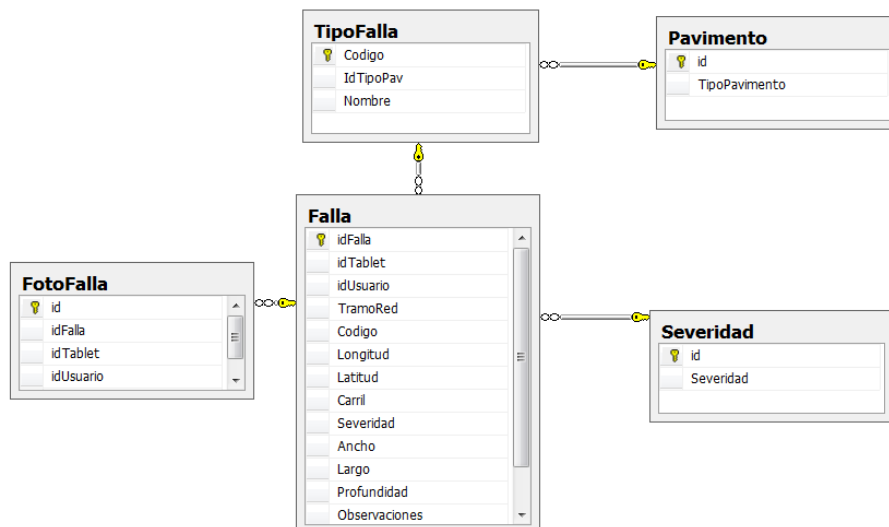 TipoFalla
Codigo
IdTipoPav
Nombre
Pavimento
id
TipoPavimento
Falla
idFalla
idTablet
idUsuario
TramoRed
Codigo
Longitud
Latitud
Carril
Severidad
Ancho
Largo
Profundidad
Observaciones
FotoFalla
id
idFalla
idTablet
idUsuario
Severidad
id
Severidad